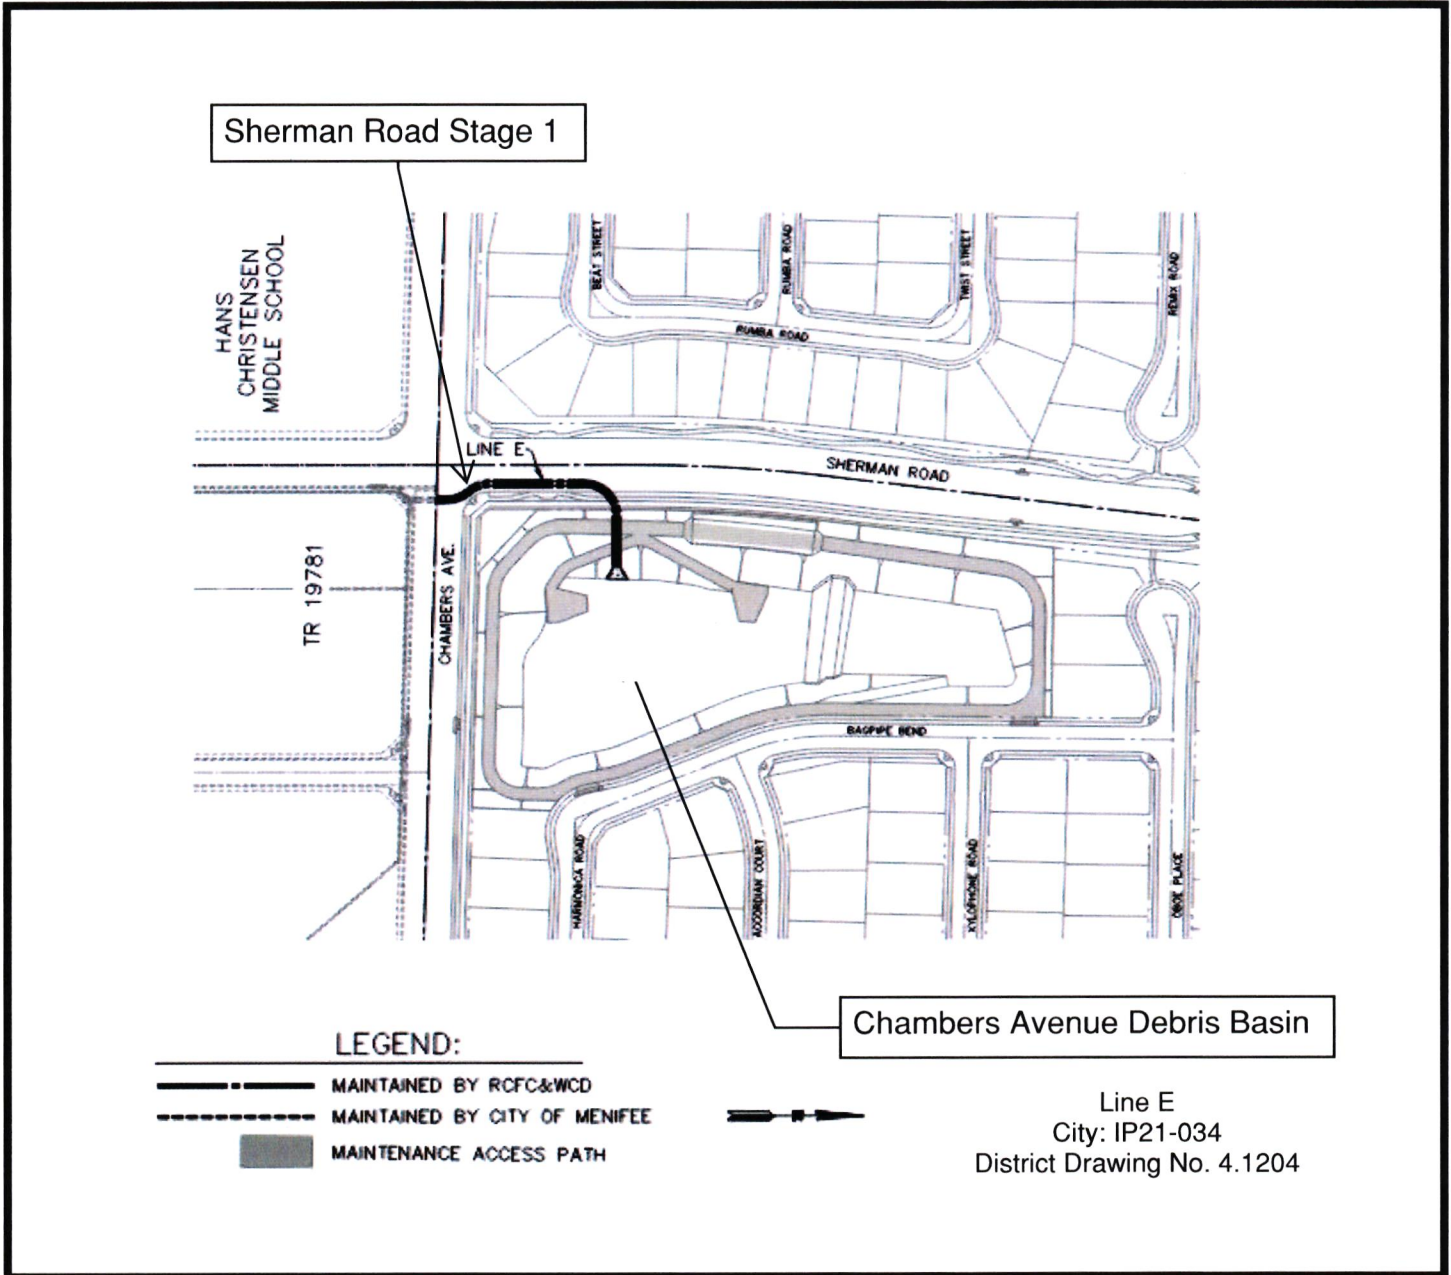 Sherman Road Stage 1
HANS
CHRISTENSEN
MIDDLE SCHOOL
BEAT STREET
RUMBA ROAD
TWIST STREET
REMIX ROAD
RUMBA ROAD
LINE E
SHERMAN ROAD
TR 19781
CHAMBERS AVE.
BAGPIPE BEND
HARMONICA ROAD
ACCORDIAN COURT
XYLOPHONE ROAD
OBOE PLACE
Chambers Avenue Debris Basin
LEGEND:
MAINTAINED BY RCFC&WCD
MAINTAINED BY CITY OF MENIFEE
MAINTENANCE ACCESS PATH
Line E
City: IP21-034
District Drawing No. 4.1204